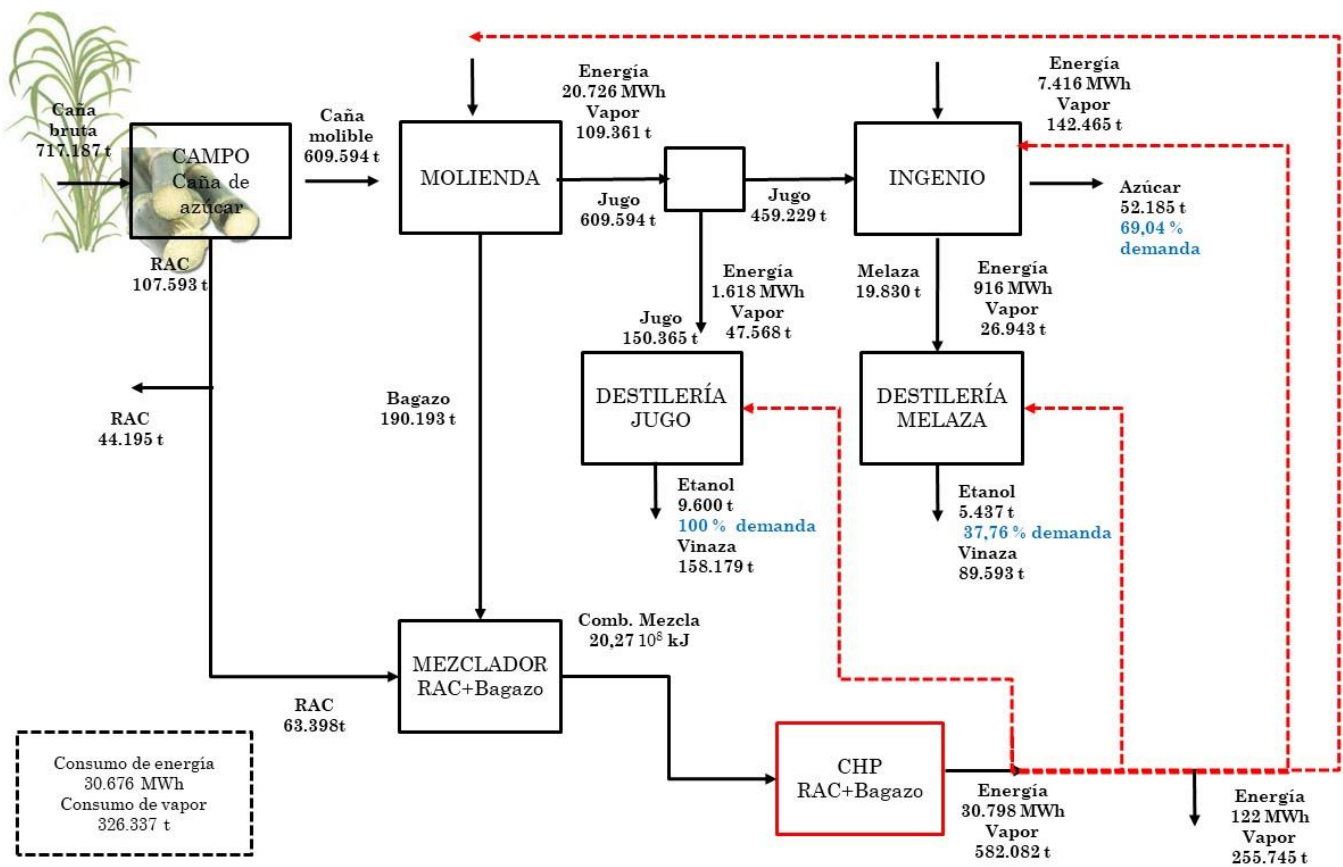 Caña
bruta
717.187 t
CAMPO
Caña de
azúcar
Caña
molible
609.594 t
MOLIENDA
Energía
20.726 MWh
Vapor
109.361 t
Jugo
609.594 t
Jugo
459.229 t
INGENIO
Energía
7.416 MWh
Vapor
142.465 t
Azúcar
52.185 t
69,04 %
demanda
RAC
107.593 t
RAC
44.195 t
Bagazo
190.193 t
Jugo
150.365 t
Energía
1.618 MWh
Vapor
47.568 t
Melaza
19.830 t
Energía
916 MWh
Vapor
26.943 t
DESTILERÍA
JUGO
DESTILERÍA
MELAZA
Etanol
9.600 t
100 % demanda
Vinaza
158.179 t
Etanol
5.437 t
37,76 % demanda
Vinaza
89.593 t
RAC
63.398t
MEZCLADOR
RAC+Bagazo
Comb. Mezcla
20,27 10⁸ kJ
CHP
RAC+Bagazo
Energía
30.798 MWh
Vapor
582.082 t
Energía
122 MWh
Vapor
255.745 t
Consumo de energía
30.676 MWh
Consumo de vapor
326.337 t